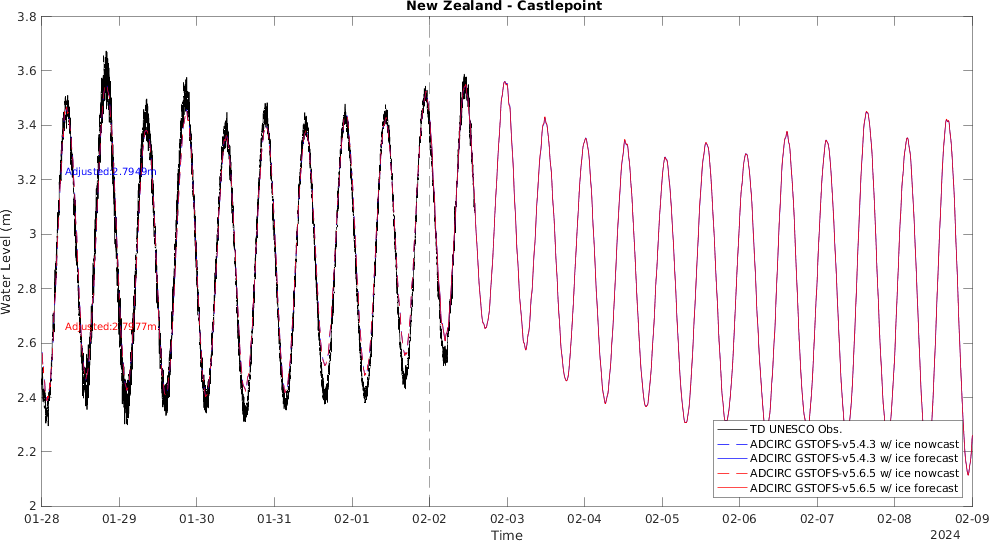 New Zealand - Castlepoint
3.8
3.6
3.4
3.2
3
2.8
2.6
2.4
2.2
2
Water Level (m)
Adjusted:2.7949m
Adjusted:2.7977m
TD UNESCO Obs.
ADCIRC GSTOFS-v5.4.3 w/ ice nowcast
ADCIRC GSTOFS-v5.4.3 w/ ice forecast
ADCIRC GSTOFS-v5.6.5 w/ ice nowcast
ADCIRC GSTOFS-v5.6.5 w/ ice forecast
01-28 01-29 01-30 01-31 02-01 02-02 02-03 02-04 02-05 02-06 02-07 02-08 02-09
Time
2024